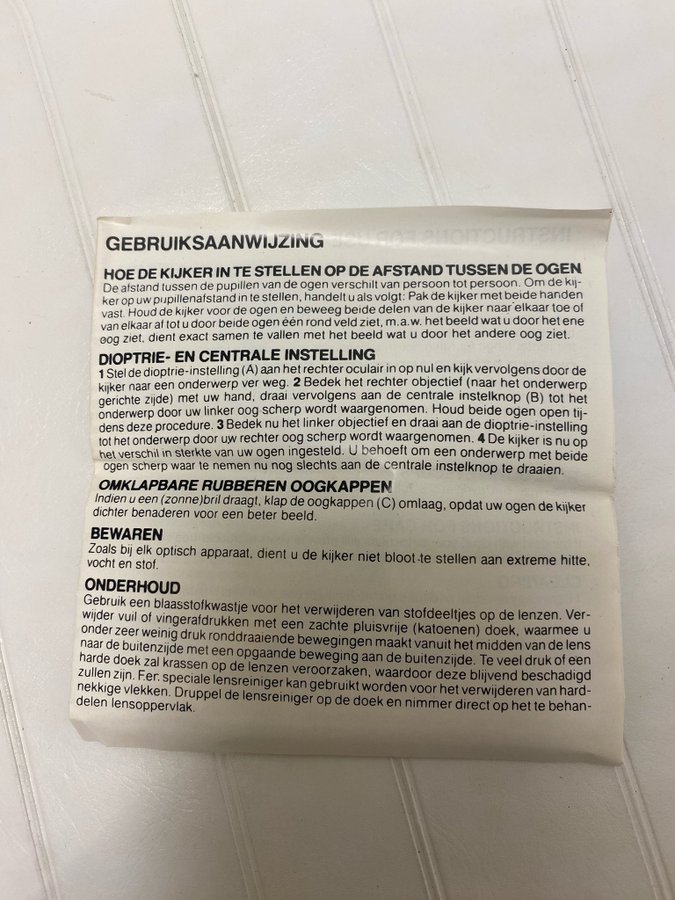 GEBRUIKSAANWIJZING
HOE DE KIJKER IN TE STELLEN OP DE AFSTAND TUSSEN DE OGEN
De afstand tussen de pupillen van de ogen verschilt van persoon tot persoon. Om de kij-
ker op uw pupillenafstand in te stellen, handelt u als volgt: Pak de kijker met beide handen
vast. Houd de kijker voor de ogen en beweeg beide delen van de kijker naar elkaar toe of
van elkaar af tot u door beide ogen één rond veld ziet, m.a.w. het beeld wat u door het ene
oog ziet, dient exact samen te vallen met het beeld wat u door het andere oog ziet.
DIOPTRIE- EN CENTRALE INSTELLING
1 Stel de dioptrie-instelling (A) aan het rechter oculair in op nul en kijk vervolgens door de
kijker naar een onderwerp ver weg. 2 Bedek het rechter objectief (naar het onderwerp
gerichte zijde) met uw hand, draai vervolgens aan de centrale instelknop (B) tot het
onderwerp door uw linker oog scherp wordt waargenomen. Houd beide ogen open tij-
dens deze procedure. 3 Bedek nu het linker objectief en draai aan de dioptrie-instelling
tot het onderwerp door uw rechter oog scherp wordt waargenomen. 4 De kijker is nu op
het verschil in sterkte van uw ogen ingesteld. U behoeft om een onderwerp met beide
ogen scherp waar te nemen nu nog slechts aan de centrale instelknop te draaien.
OMKLAPBARE RUBBEREN OOGKAPPEN
Indien u een (zonne)bril draagt, klap de oogkappen (C) omlaag, opdat uw ogen de kijker
dichter benaderen voor een beter beeld.
BEWAREN
Zoals bij elk optisch apparaat, dient u de kijker niet bloot te stellen aan extreme hitte,
vocht en stof.
ONDERHOUD
Gebruik een blaasstofkwastje voor het verwijderen van stofdeeltjes op de lenzen. Ver-
wijder vuil of vingerafdrukken met een zachte pluisvrije (katoenen) doek, waarmee u
onder zeer weinig druk ronddraaiende bewegingen maakt vanuit het midden van de lens
naar de buitenzijde met een opgaande beweging aan de buitenzijde. Te veel druk of een
harde doek zal krassen op de lenzen veroorzaken, waardoor deze blijvend beschadigd
zullen zijn. Een speciale lensreiniger kan gebruikt worden voor het verwijderen van hard-
nekkige vlekken. Druppel de lensreiniger op de doek en nimmer direct op het te behan-
delen lensoppervlak.